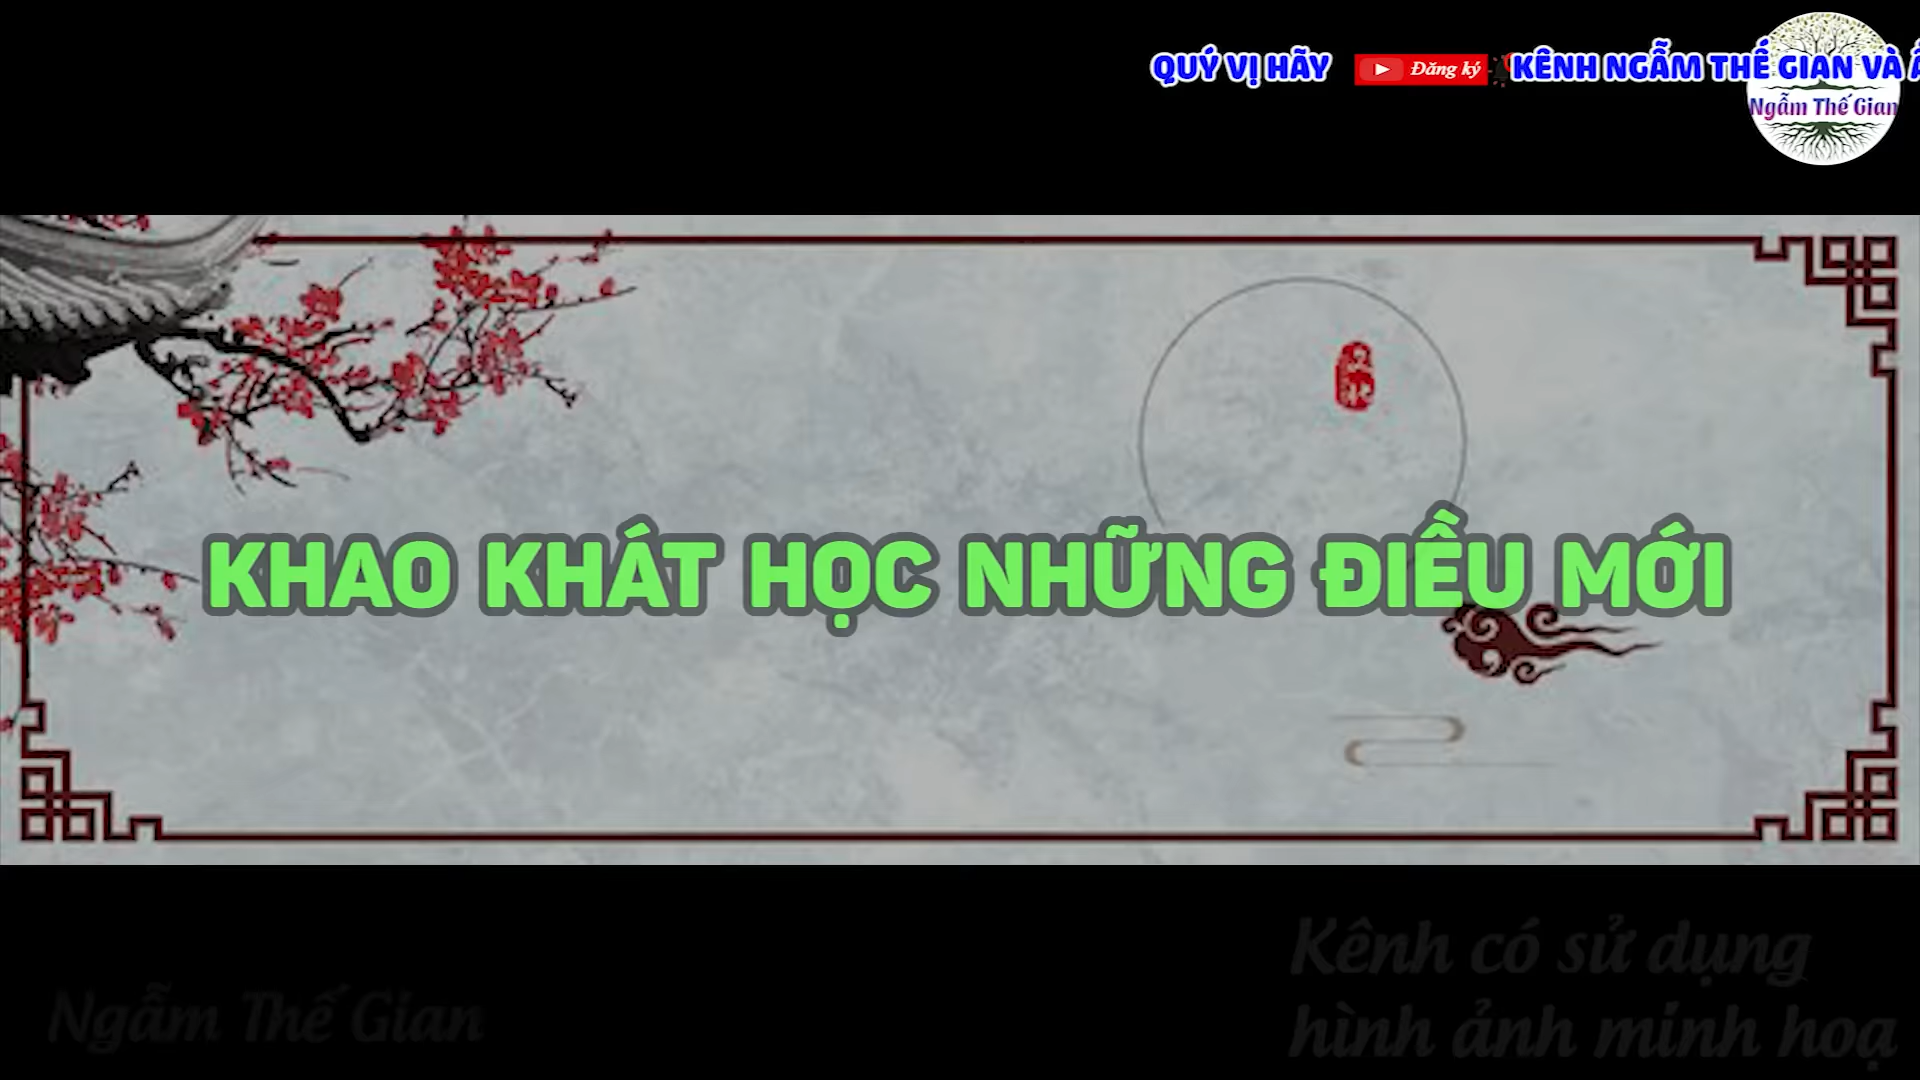 QUÝ VỊ HÃY Đăng ký KÊNH NGẪM THẾ GIAN VÀ
Ngẫm Thế Gian
KHAO KHÁT HỌC NHỮNG ĐIỀU MỚI
Kênh có sử dụng
hình ảnh minh hoạ
Ngẫm Thế Gian